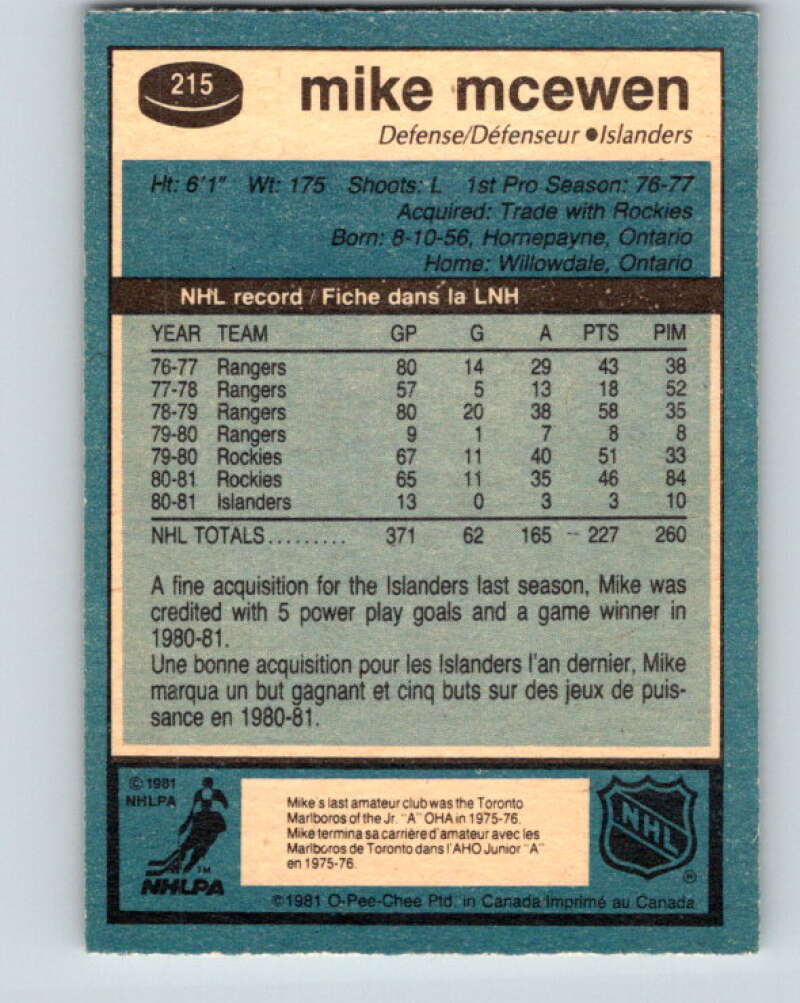 215
mike mcewen
Defense/Défenseur ●Islanders
Ht: 6'1" Wt: 175 Shoots: L 1st Pro Season: 76-77
Acquired: Trade with Rockies
Born: 8-10-56, Hornepayne, Ontario
Home: Willowdale, Ontario
NHL record / Fiche dans la LNH
YEAR TEAM GP G A PTS PIM
76-77 Rangers 80 14 29 43 38
77-78 Rangers 57 5 13 18 52
78-79 Rangers 80 20 38 58 35
79-80 Rangers 9 1 7 8 8
79-80 Rockies 67 11 40 51 33
80-81 Rockies 65 11 35 46 84
80-81 Islanders 13 0 3 3 10
NHL TOTALS......... 371 62 165 227 260
A fine acquisition for the Islanders last season, Mike was
credited with 5 power play goals and a game winner in
1980-81.
Une bonne acquisition pour les Islanders l'an dernier, Mike
marqua un but gagnant et cinq buts sur des jeux de puis-
sance en 1980-81.
© 1981
NHLPA
TM
NHLPA
Mike's last amateur club was the Toronto
Marlboros of the Jr. "A" OHA in 1975-76.
Mike termina sa carrière d'amateur avec les
Marlboros de Toronto dans l'AHO Junior "A"
en 1975-76.
NHL
®
©1981 O-Pee-Chee Ptd. in Canada Imprimé au Canada